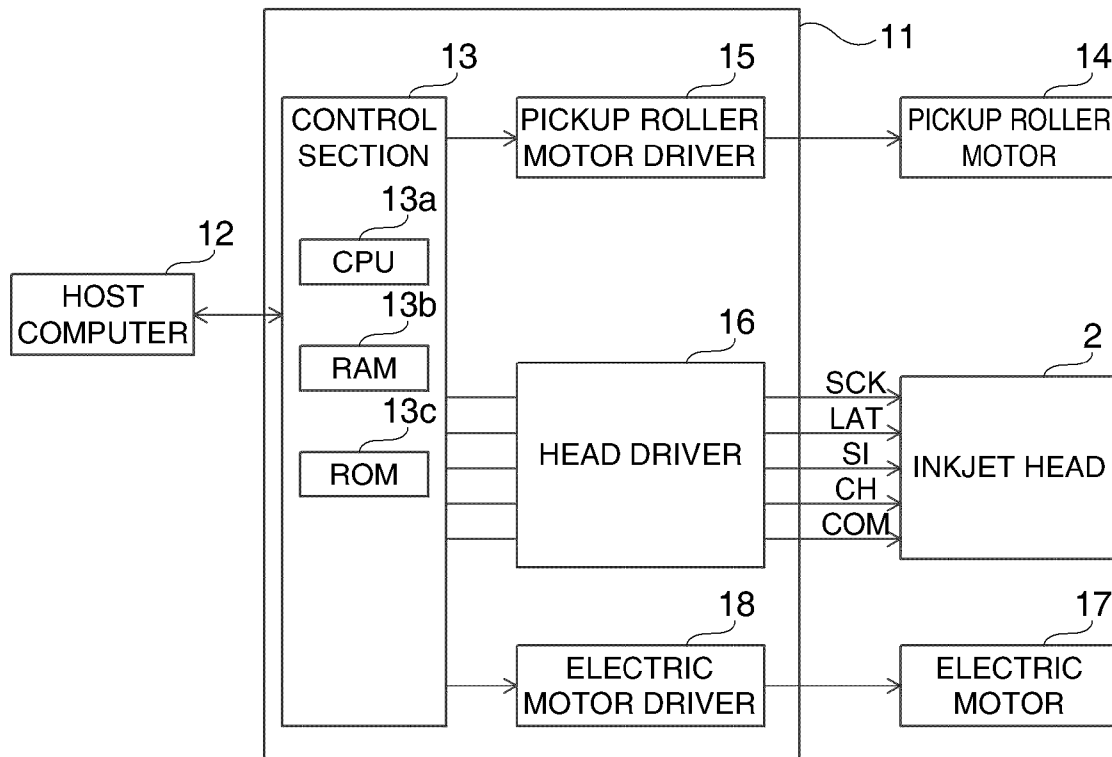 11
13
15
14
CONTROL
SECTION
PICKUP ROLLER
MOTOR DRIVER
PICKUP ROLLER
MOTOR
13a
CPU
12
HOST
COMPUTER
13b
RAM
13c
ROM
16
HEAD DRIVER
SCK
LAT
SI
CH
COM
2
INKJET HEAD
18
ELECTRIC
MOTOR DRIVER
17
ELECTRIC
MOTOR